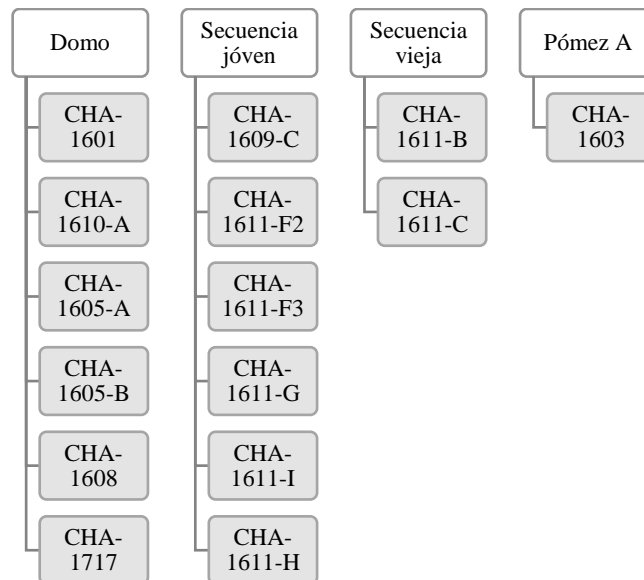 Domo
CHA-
1601
CHA-
1610-A
CHA-
1605-A
CHA-
1605-B
CHA-
1608
CHA-
1717
Secuencia
jóven
CHA-
1609-C
CHA-
1611-F2
CHA-
1611-F3
CHA-
1611-G
CHA-
1611-I
CHA-
1611-H
Secuencia
vieja
CHA-
1611-B
CHA-
1611-C
Pómez A
CHA-
1603